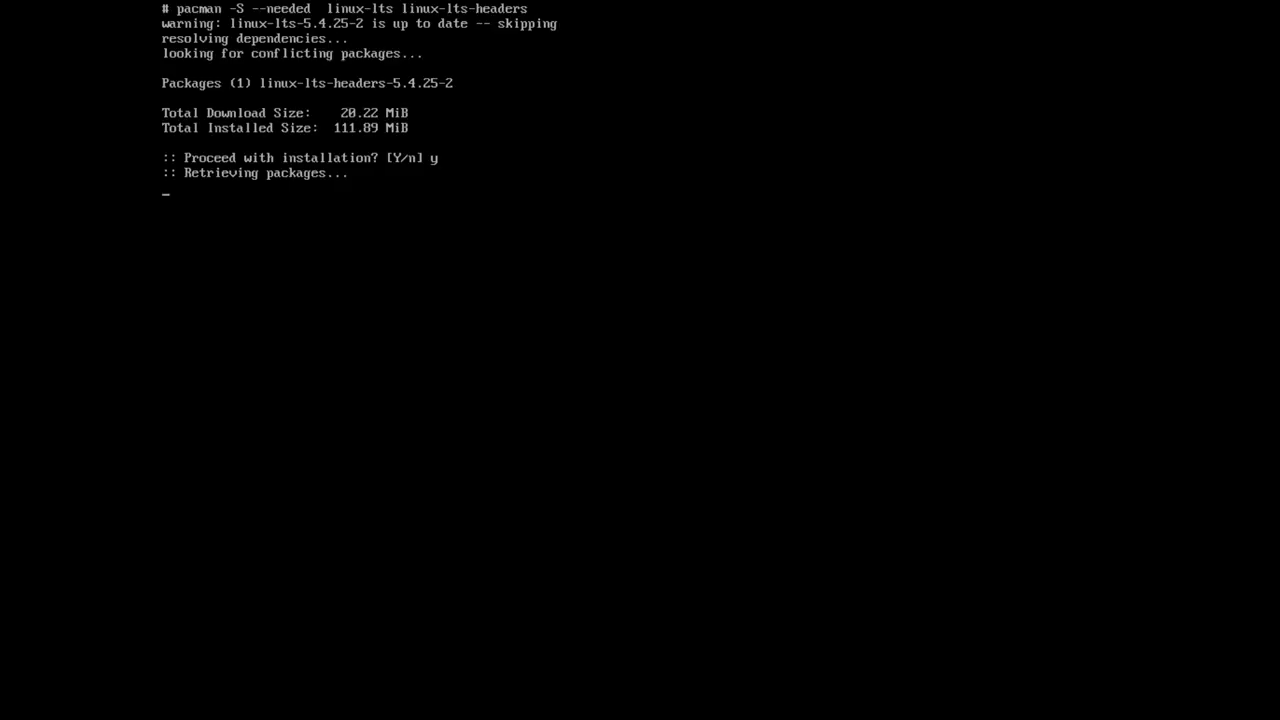 # pacman -S --needed  linux-lts linux-lts-headers
warning: linux-lts-5.4.25-2 is up to date -- skipping
resolving dependencies...
looking for conflicting packages...
Packages (1) linux-lts-headers-5.4.25-2
Total Download Size:    20.22 MiB
Total Installed Size:  111.89 MiB
:: Proceed with installation? [Y/n] y
:: Retrieving packages...